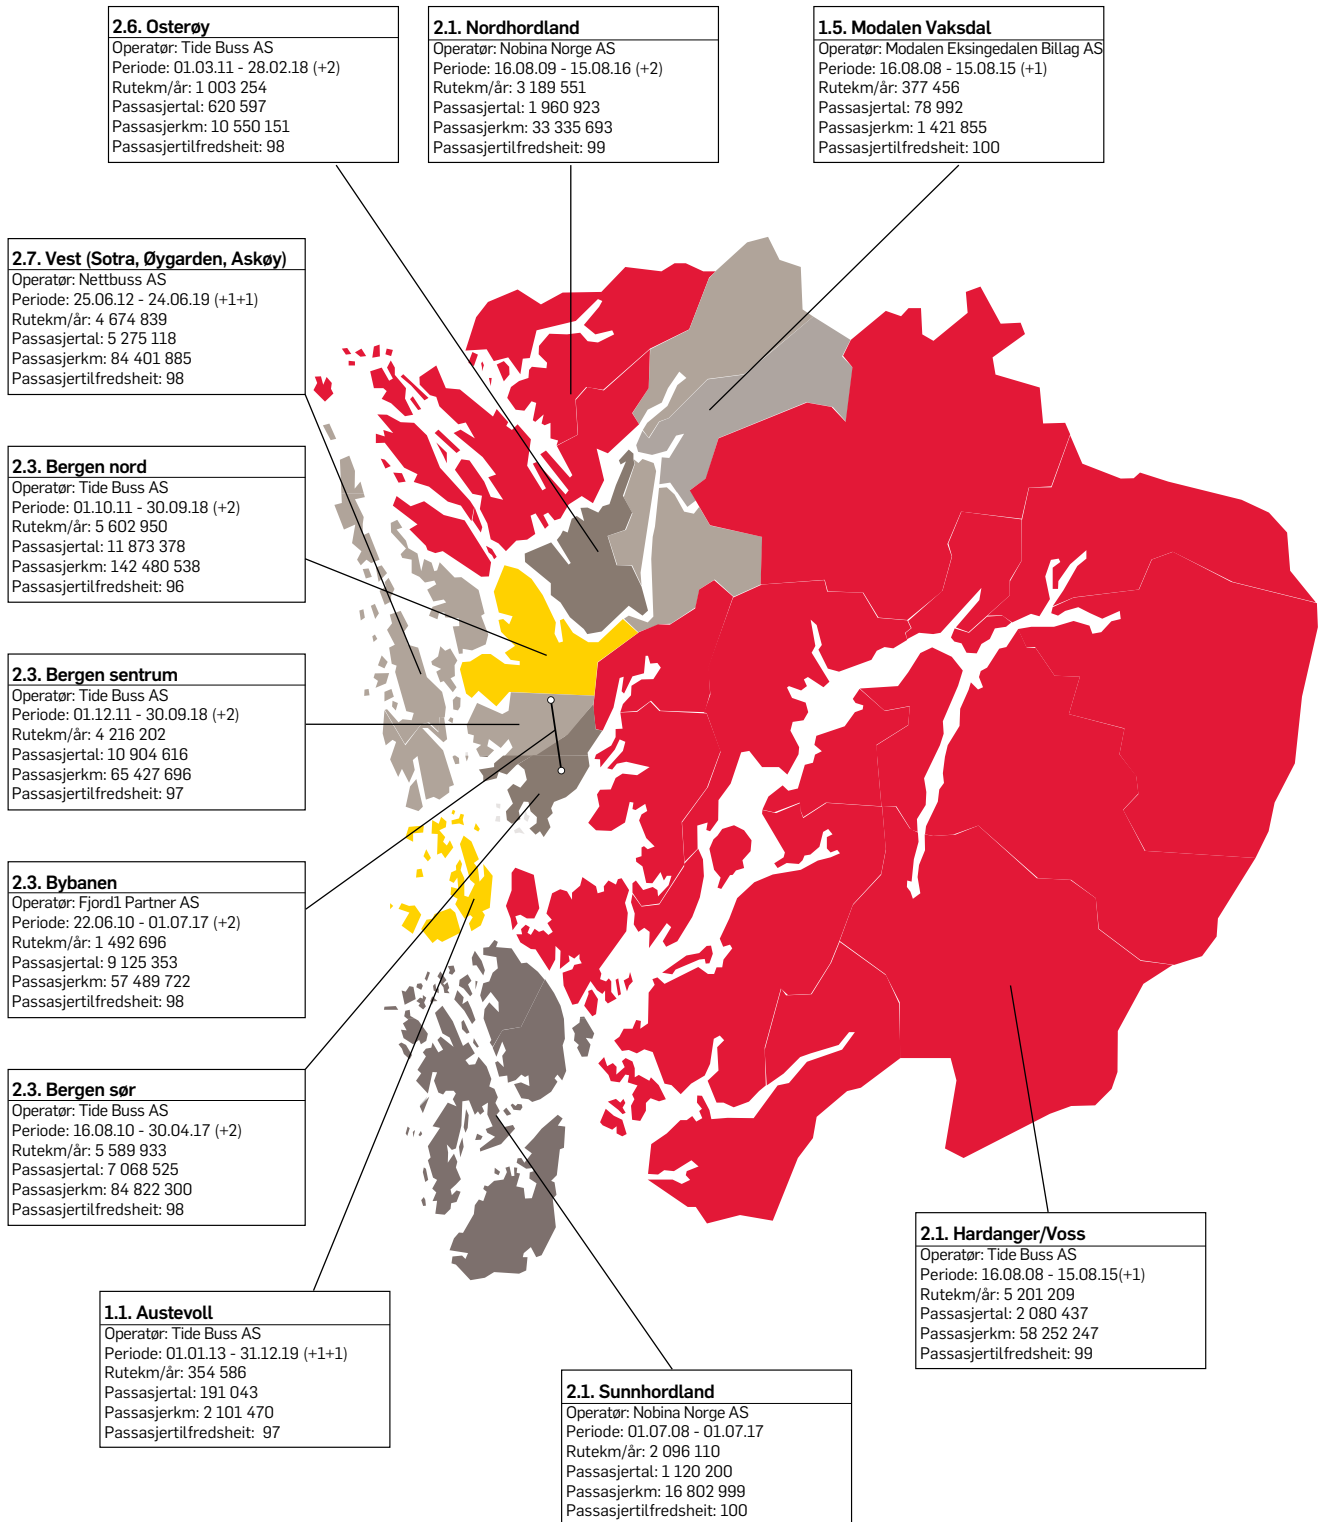 2.6. Osterøy
Operatør: Tide Buss AS
Periode: 01.03.11 - 28.02.18 (+2)
Rutekm/år: 1 003 254
Passasjertal: 620 597
Passasjerkm: 10 550 151
Passasjertilfredsheit: 98
2.1. Nordhordland
Operatør: Nobina Norge AS
Periode: 16.08.09 - 15.08.16 (+2)
Rutekm/år: 3 189 551
Passasjertal: 1 960 923
Passasjerkm: 33 335 693
Passasjertilfredsheit: 99
1.5. Modalen Vaksdal
Operatør: Modalen Eksingedalen Billag AS
Periode: 16.08.08 - 15.08.15 (+1)
Rutekm/år: 377 456
Passasjertal: 78 992
Passasjerkm: 1 421 855
Passasjertilfredsheit: 100
2.7. Vest (Sotra, Øygarden, Askøy)
Operatør: Nettbuss AS
Periode: 25.06.12 - 24.06.19 (+1+1)
Rutekm/år: 4 674 839
Passasjertal: 5 275 118
Passasjerkm: 84 401 885
Passasjertilfredsheit: 98
2.3. Bergen nord
Operatør: Tide Buss AS
Periode: 01.10.11 - 30.09.18 (+2)
Rutekm/år: 5 602 950
Passasjertal: 11 873 378
Passasjerkm: 142 480 538
Passasjertilfredsheit: 96
2.3. Bergen sentrum
Operatør: Tide Buss AS
Periode: 01.12.11 - 30.09.18 (+2)
Rutekm/år: 4 216 202
Passasjertal: 10 904 616
Passasjerkm: 65 427 696
Passasjertilfredsheit: 97
2.3. Bybanen
Operatør: Fjord1 Partner AS
Periode: 22.06.10 - 01.07.17 (+2)
Rutekm/år: 1 492 696
Passasjertal: 9 125 353
Passasjerkm: 57 489 722
Passasjertilfredsheit: 98
2.3. Bergen sør
Operatør: Tide Buss AS
Periode: 16.08.10 - 30.04.17 (+2)
Rutekm/år: 5 589 933
Passasjertal: 7 068 525
Passasjerkm: 84 822 300
Passasjertilfredsheit: 98
1.1. Austevoll
Operatør: Tide Buss AS
Periode: 01.01.13 - 31.12.19 (+1+1)
Rutekm/år: 354 586
Passasjertal: 191 043
Passasjerkm: 2 101 470
Passasjertilfredsheit: 97
2.1. Sunnhordland
Operatør: Nobina Norge AS
Periode: 01.07.08 - 01.07.17
Rutekm/år: 2 096 110
Passasjertal: 1 120 200
Passasjerkm: 16 802 999
Passasjertilfredsheit: 100
2.1. Hardanger/Voss
Operatør: Tide Buss AS
Periode: 16.08.08 - 15.08.15(+1)
Rutekm/år: 5 201 209
Passasjertal: 2 080 437
Passasjerkm: 58 252 247
Passasjertilfredsheit: 99